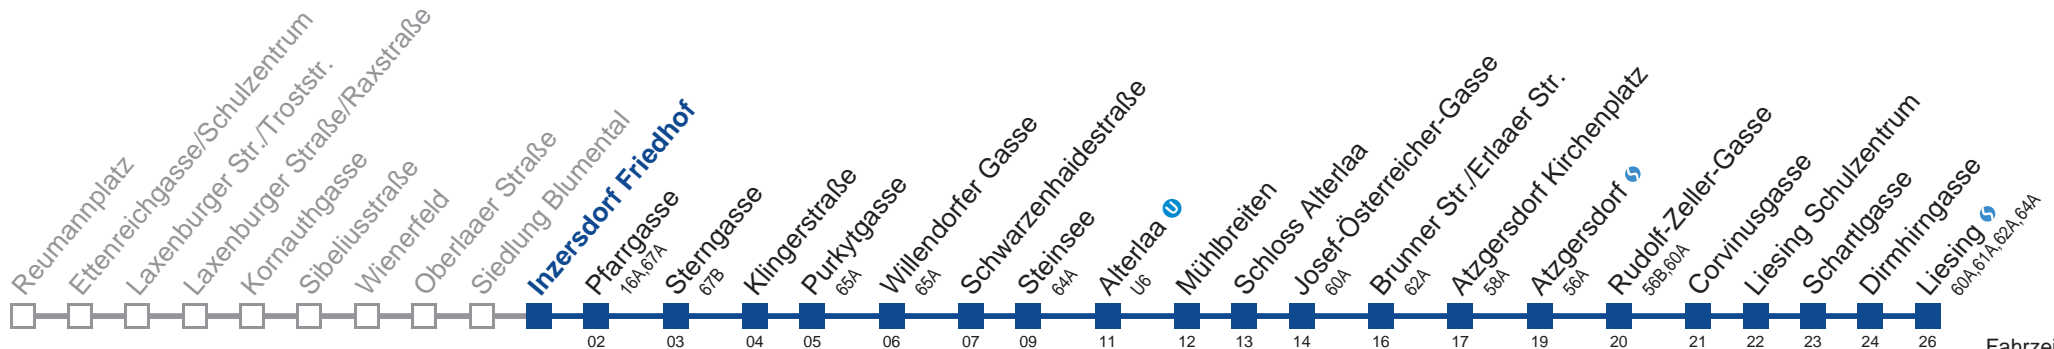 Reumannplatz
Ettenreichgasse/Schulzentrum
Laxenburger Str./Troststr.
Laxenburger Straße/Raxstraße
Kornauthgasse
Sibeliusstraße
Wienerfeld
Oberlaaer Straße
Siedlung Blumental
Inzersdorf Friedhof
Pfarrgasse
16A,67A
Sterngasse
67B
Klingerstraße
Purkytgasse
65A
Willendorfer Gasse
65A
Schwarzenhaidestraße
Steinsee
64A
Alterlaa U
U6
Mühlbreiten
Schloss Alterlaa
Josef-Österreicher-Gasse
60A
Brunner Str./Erlaaer Str.
62A
Atzgersdorf Kirchenplatz
58A
Atzgersdorf S
56A
Rudolf-Zeller-Gasse
56B,60A
Corvinusgasse
Liesing Schulzentrum
Schartlgasse
Dirmhirngasse
Liesing S
60A,61A,62A,64A
02 03 04 05 06 07 09 11 12 13 14 16 17 19 20 21 22 23 24 26
Fahrzei